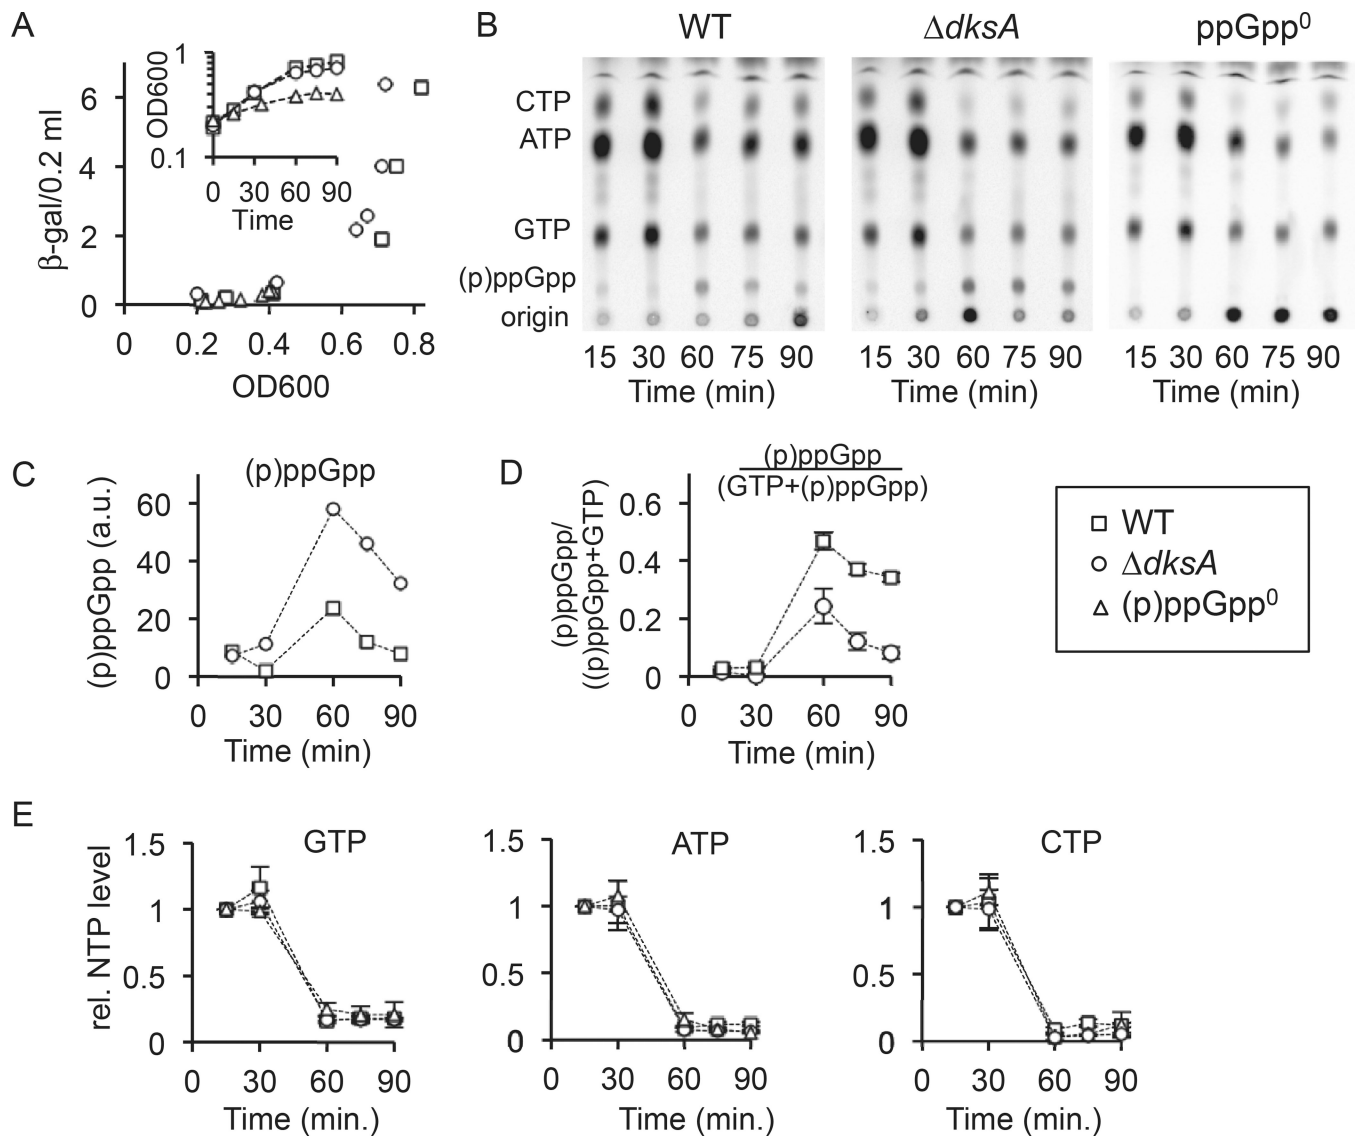 A
β-gal/0.2 ml
6
4
2
0
0 0.2 0.4 0.6 0.8
OD600
OD600
1
0.1
0 30 60 90
Time
B
WT
ΔdksA
ppGpp⁰
CTP
ATP
GTP
(p)ppGpp
origin
15 30 60 75 90
Time (min)
15 30 60 75 90
Time (min)
15 30 60 75 90
Time (min)
C
(p)ppGpp
(p)ppGpp (a.u.)
60
40
20
0
0 30 60 90
Time (min)
D
(p)ppGpp
(GTP+(p)ppGpp)
(p)ppGpp/
((p)ppGpp+GTP)
0.6
0.4
0.2
0
0 30 60 90
Time (min)
WT
ΔdksA
(p)ppGpp⁰
E
rel. NTP level
GTP
1.5
1
0.5
0
0 30 60 90
Time (min.)
ATP
1.5
1
0.5
0
0 30 60 90
Time (min.)
CTP
1.5
1
0.5
0
0 30 60 90
Time (min.)